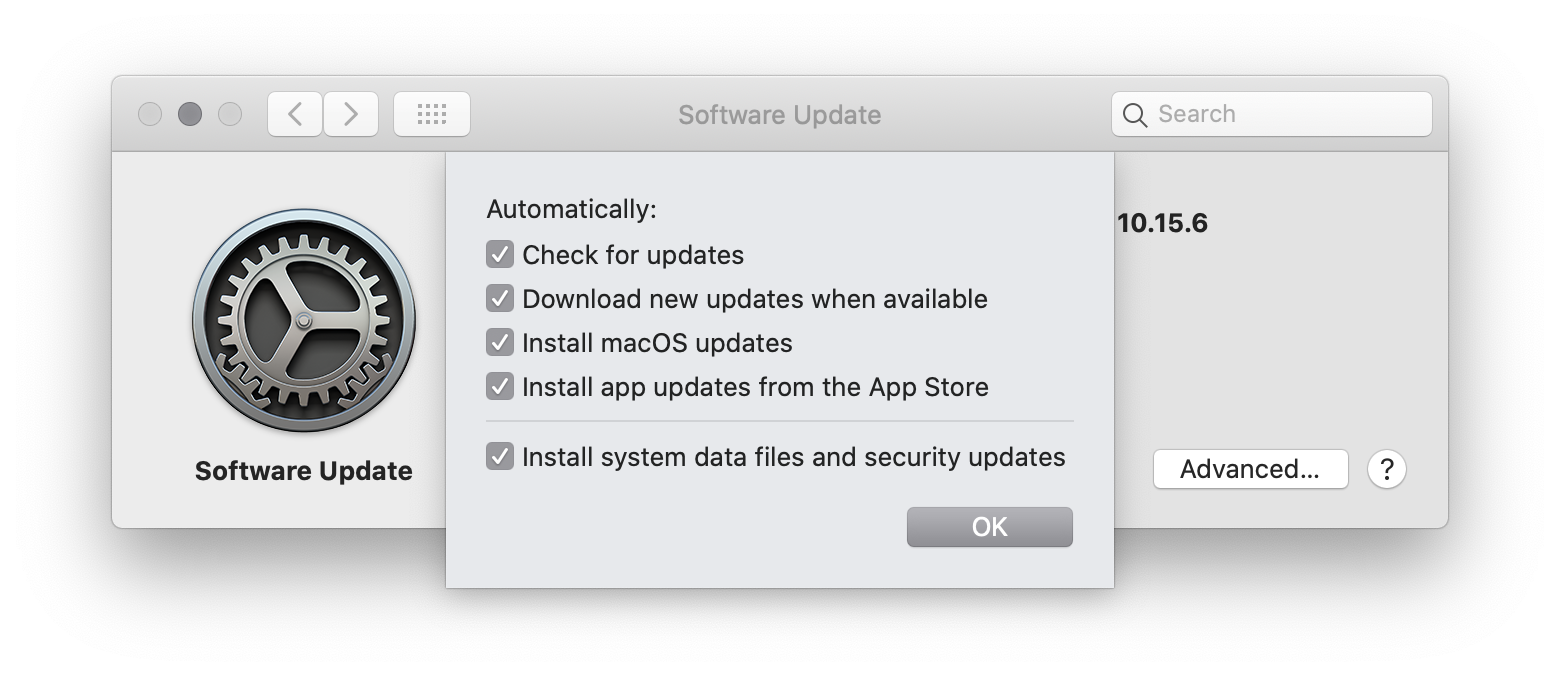 Software Update
Search
Automatically:
Check for updates
Download new updates when available
Install macOS updates
Install app updates from the App Store
Install system data files and security updates
OK
Software Update
10.15.6
Advanced...
?